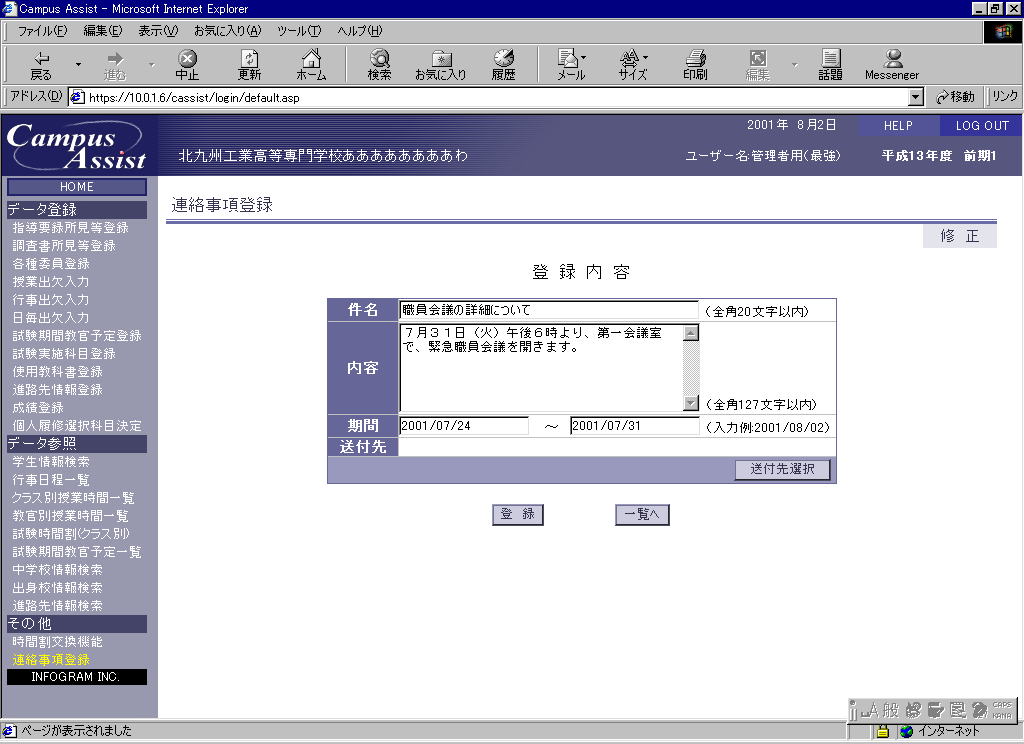 Campus Assist - Microsoft Internet Explorer
ファイル(F) 編集(E) 表示(V) お気に入り(A) ツール(T) ヘルプ(H)
戻る 進む 中止 更新 ホーム 検索 お気に入り 履歴 メール サイズ 印刷 編集 話題 Messenger
アドレス(D) https://10.0.1.6/cassist/login/default.asp 移動 リンク
Campus Assist
2001年 8月2日 HELP LOG OUT
北九州工業高等専門学校ああああああああわ ユーザー名:管理者用(最強) 平成13年度 前期1
HOME
データ登録
指導要録所見等登録
調査書所見等登録
各種委員登録
授業出欠入力
行事出欠入力
日毎出欠入力
試験期間教官予定登録
試験実施科目登録
使用教科書登録
進路先情報登録
成績登録
個人履修選択科目決定
データ参照
学生情報検索
行事日程一覧
クラス別授業時間一覧
教官別授業時間一覧
試験時間割(クラス別)
試験期間教官予定一覧
中学校情報検索
出身校情報検索
進路先情報検索
その他
時間割交換機能
連絡事項登録
INFOGRAM INC.
連絡事項登録
修 正
登 録 内 容
件名 職員会議の詳細について (全角20文字以内)
内容 7月31日(火)午後6時より、第一会議室
で、緊急職員会議を開きます。
(全角127文字以内)
期間 2001/07/24 ～ 2001/07/31 (入力例:2001/08/02)
送付先
送付先選択
登 録 一覧へ
A 般 CAPS
KANA
ページが表示されました インターネット